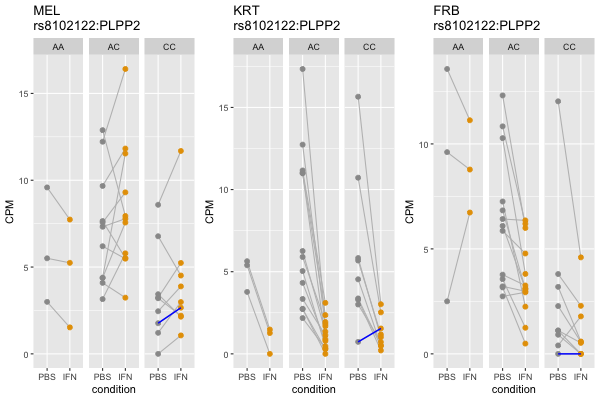 MEL
rs8102122:PLPP2
AA AC CC
CPM
15
10
5
0
PBS IFN PBS IFN PBS IFN
condition
KRT
rs8102122:PLPP2
AA AC CC
CPM
15
10
5
0
PBS IFN PBS IFN PBS IFN
condition
FRB
rs8102122:PLPP2
AA AC CC
CPM
10
5
0
PBS IFN PBS IFN PBS IFN
condition